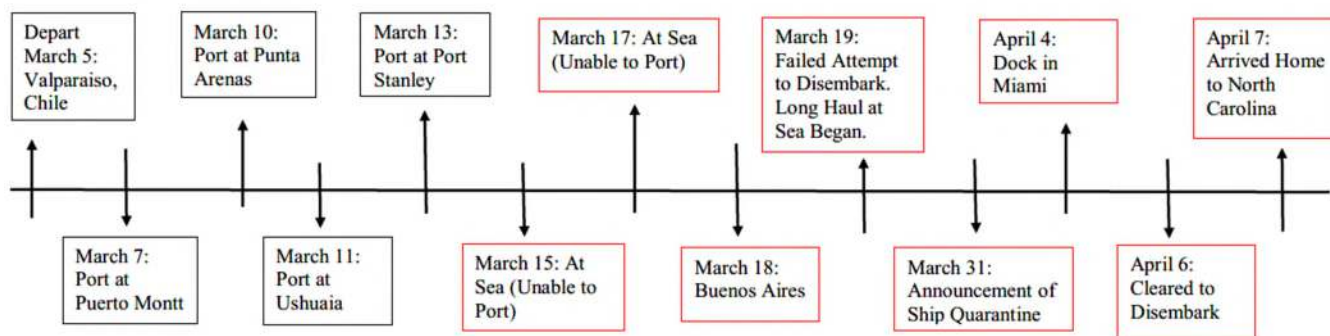 Depart
March 5:
Valparaiso,
Chile
March 7:
Port at
Puerto Montt
March 10:
Port at Punta
Arenas
March 11:
Port at
Ushuaia
March 13:
Port at Port
Stanley
March 15: At
Sea (Unable to
Port)
March 17: At Sea
(Unable to Port)
March 18:
Buenos Aires
March 19:
Failed Attempt
to Disembark.
Long Haul at
Sea Began.
March 31:
Announcement of
Ship Quarantine
April 4:
Dock in
Miami
April 6:
Cleared to
Disembark
April 7:
Arrived Home
to North
Carolina